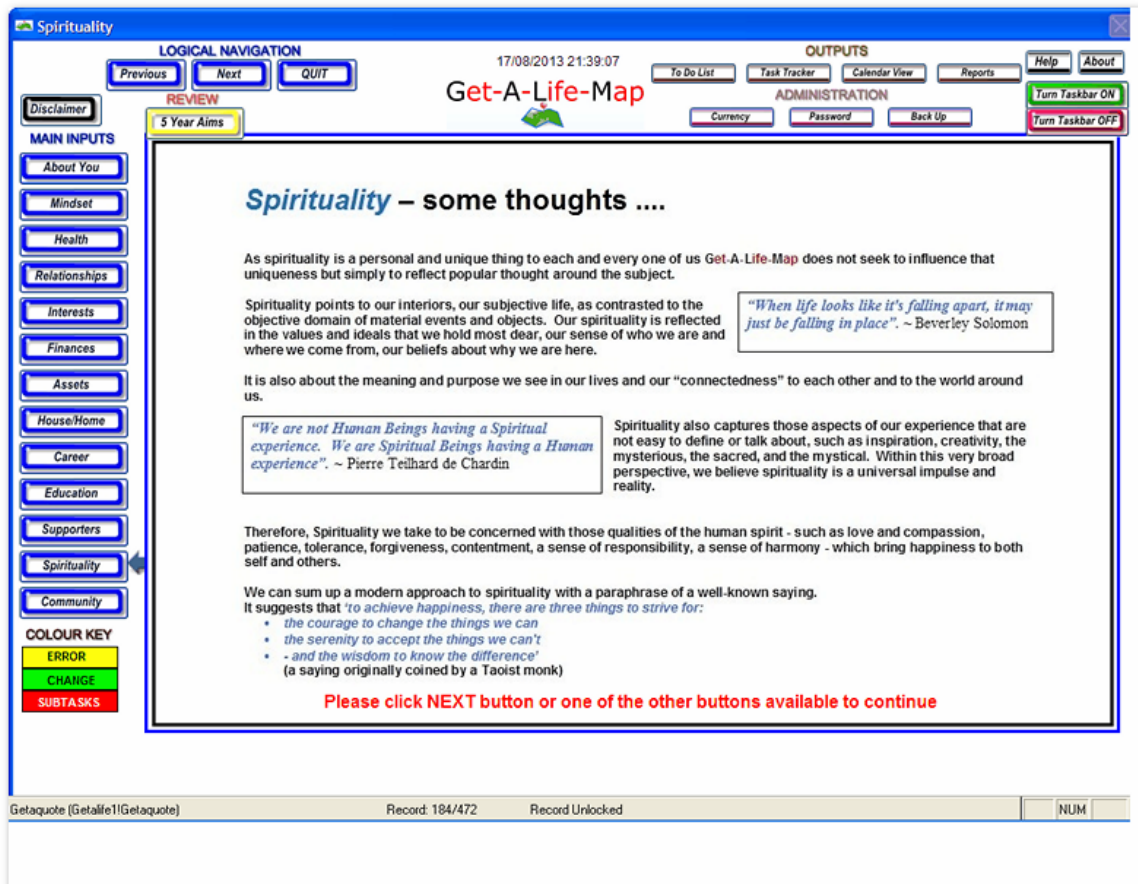 Spirituality
LOGICAL NAVIGATION
Previous
Next
QUIT
17/08/2013 21:39:07
Get-A-Life-Map
OUTPUTS
To Do List
Task Tracker
Calendar View
Reports
Help
About
Disclaimer
REVIEW
5 Year Aims
ADMINISTRATION
Currency
Password
Back Up
Turn Taskbar ON
Turn Taskbar OFF
MAIN INPUTS
About You
Mindset
Health
Relationships
Interests
Finances
Assets
House/Home
Career
Education
Supporters
Spirituality
Community
COLOUR KEY
ERROR
CHANGE
SUBTASKS
Spirituality – some thoughts ....
As spirituality is a personal and unique thing to each and every one of us Get-A-Life-Map does not seek to influence that
uniqueness but simply to reflect popular thought around the subject.
Spirituality points to our interiors, our subjective life, as contrasted to the
objective domain of material events and objects. Our spirituality is reflected
in the values and ideals that we hold most dear, our sense of who we are and
where we come from, our beliefs about why we are here.
"When life looks like it's falling apart, it may
just be falling in place". ~ Beverley Solomon
It is also about the meaning and purpose we see in our lives and our “connectedness” to each other and to the world around
us.
“We are not Human Beings having a Spiritual
experience. We are Spiritual Beings having a Human
experience”. ~ Pierre Teilhard de Chardin
Spirituality also captures those aspects of our experience that are
not easy to define or talk about, such as inspiration, creativity, the
mysterious, the sacred, and the mystical. Within this very broad
perspective, we believe spirituality is a universal impulse and
reality.
Therefore, Spirituality we take to be concerned with those qualities of the human spirit - such as love and compassion,
patience, tolerance, forgiveness, contentment, a sense of responsibility, a sense of harmony - which bring happiness to both
self and others.
We can sum up a modern approach to spirituality with a paraphrase of a well-known saying.
It suggests that 'to achieve happiness, there are three things to strive for:
• the courage to change the things we can
• the serenity to accept the things we can't
• - and the wisdom to know the difference'
(a saying originally coined by a Taoist monk)
Please click NEXT button or one of the other buttons available to continue
Getaquote (Getalife1!Getaquote)
Record: 184/472
Record Unlocked
NUM